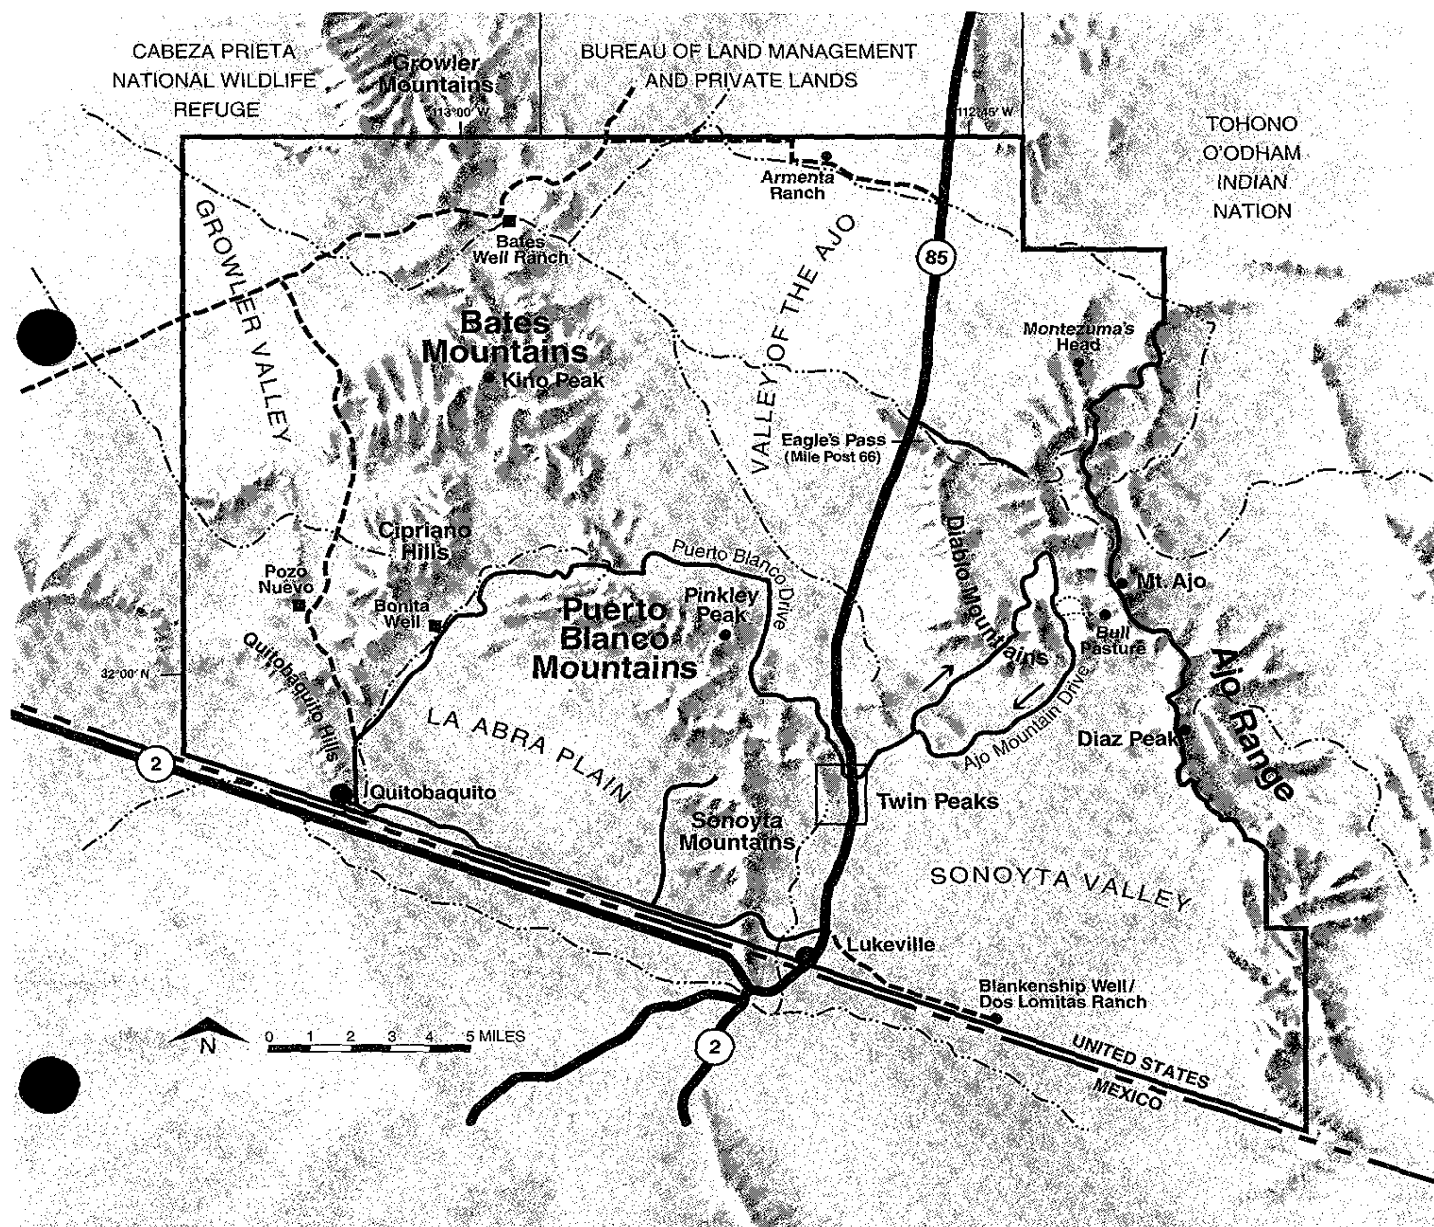 CABEZA PRIETA
NATIONAL WILDLIFE
REFUGE
Growler
Mountains
113°00' W
BUREAU OF LAND MANAGEMENT
AND PRIVATE LANDS
112°45' W
TOHONO
O'ODHAM
INDIAN
NATION
Armenta
Ranch
GROWLER VALLEY
Bates
Well Ranch
VALLEY OF THE AJO
85
Bates
Mountains
Kino Peak
Montezuma's
Head
Eagle's Pass
(Mile Post 66)
Cipriano
Hills
Diablo Mountains
Puerto Blanco Drive
Pozo
Nuevo
Bonita
Well
Puerto
Blanco
Mountains
Pinkley
Peak
Mt. Ajo
Bull
Pasture
Quitobaquito Hills
32°00' N
Ajo Range
LA ABRA PLAIN
Ajo Mountain Drive
Diaz Peak
2
Quitobaquito
Twin Peaks
Sonoyta
Mountains
SONOYTA VALLEY
Lukeville
Blankenship Well/
Dos Lomitas Ranch
N
0 1 2 3 4 5 MILES
2
UNITED STATES
MEXICO